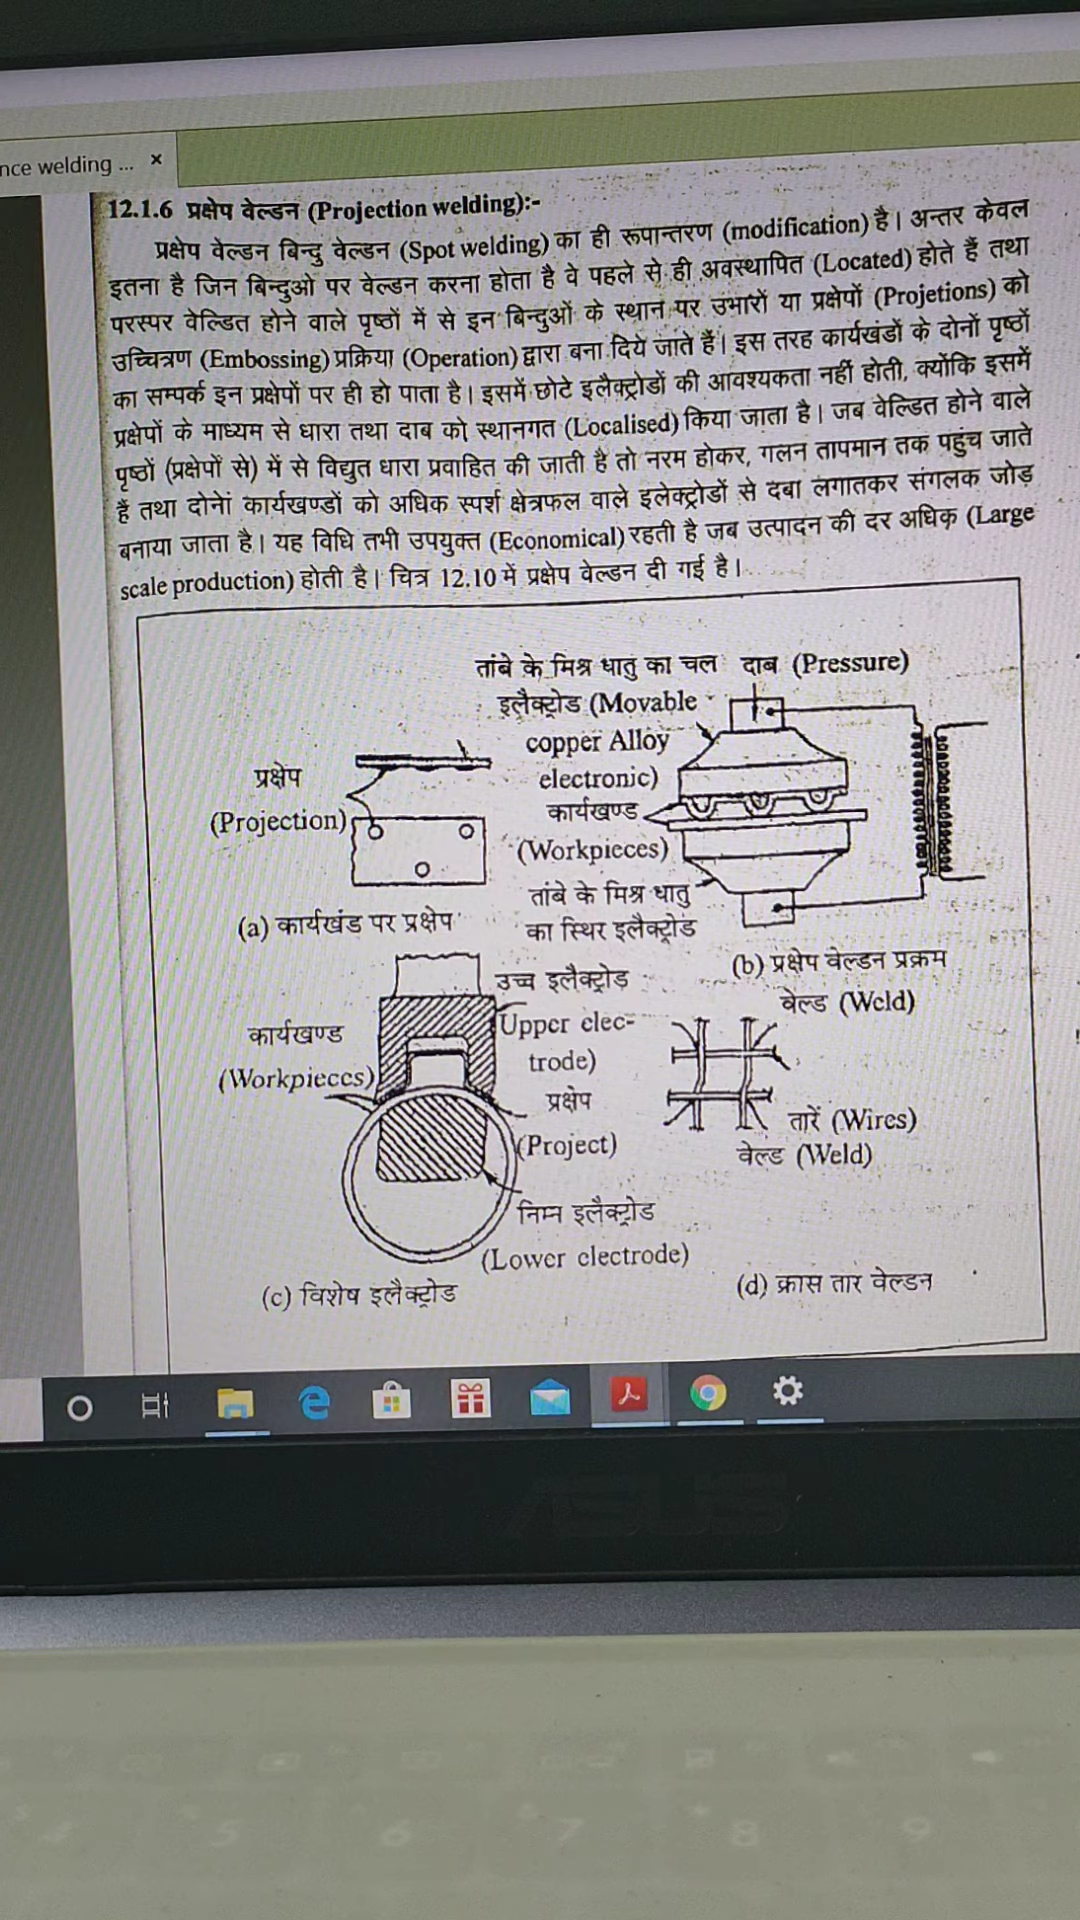 nce welding ... ×
12.1.6 प्रक्षेप वेल्डन (Projection welding):-
प्रक्षेप वेल्डन बिन्दु वेल्डन (Spot welding) का ही रूपान्तरण (modification) है। अन्तर केवल
इतना है जिन बिन्दुओ पर वेल्डन करना होता है वे पहले से ही अवस्थापित (Located) होते हैं तथा
परस्पर वेल्डित होने वाले पृष्ठों में से इन बिन्दुओं के स्थान पर उभारों या प्रक्षेपों (Projetions) को
उच्चित्रण (Embossing) प्रक्रिया (Operation) द्वारा बना दिये जाते हैं। इस तरह कार्यखंडों के दोनों पृष्ठों
का सम्पर्क इन प्रक्षेपों पर ही हो पाता है। इसमें छोटे इलैक्ट्रोडों की आवश्यकता नहीं होती, क्योंकि इसमें
प्रक्षेपों के माध्यम से धारा तथा दाब को स्थानगत (Localised) किया जाता है। जब वेल्डित होने वाले
पृष्ठों (प्रक्षेपों से) में से विद्युत धारा प्रवाहित की जाती है तो नरम होकर, गलन तापमान तक पहुंच जाते
हैं तथा दोनों कार्यखण्डों को अधिक स्पर्श क्षेत्रफल वाले इलेक्ट्रोडों से दबा लगातकर संगलक जोड़
बनाया जाता है। यह विधि तभी उपयुक्त (Economical) रहती है जब उत्पादन की दर अधिक (Large
scale production) होती है। चित्र 12.10 में प्रक्षेप वेल्डन दी गई है।
तांबे के मिश्र धातु का चल दाब (Pressure)
इलैक्ट्रोड (Movable
copper Alloy
electronic)
प्रक्षेप
(Projection)
कार्यखण्ड
(Workpieces)
तांबे के मिश्र धातु
का स्थिर इलैक्ट्रोड
(a) कार्यखंड पर प्रक्षेप
(b) प्रक्षेप वेल्डन प्रक्रम
उच्च इलैक्ट्रोड
(Upper elec-
trode)
कार्यखण्ड
(Workpieces)
प्रक्षेप
(Project)
निम्न इलैक्ट्रोड
(Lower electrode)
(c) विशेष इलैक्ट्रोड
वेल्ड (Weld)
तारें (Wires)
वेल्ड (Weld)
(d) क्रास तार वेल्डन
ASUS